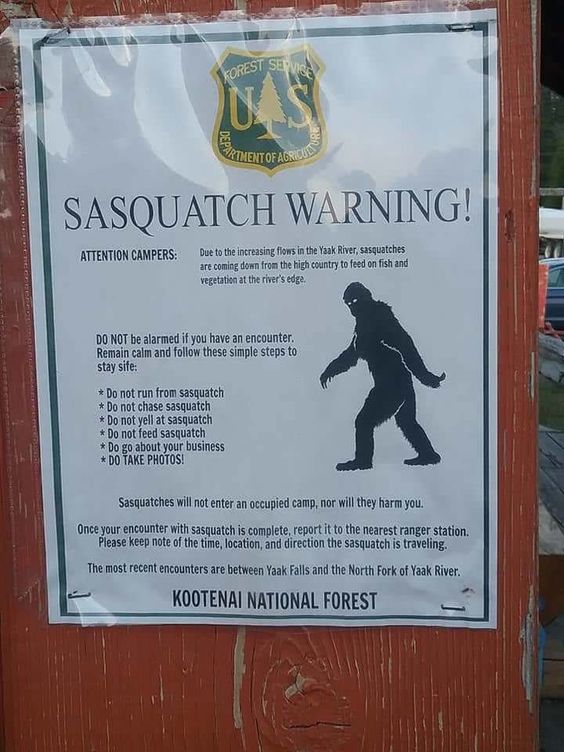 FOREST SERVICE
U S
DEPARTMENT OF AGRICULTURE
SASQUATCH WARNING!
ATTENTION CAMPERS:
Due to the increasing flows in the Yaak River, sasquatches
are coming down from the high country to feed on fish and
vegetation at the river's edge.
DO NOT be alarmed if you have an encounter.
Remain calm and follow these simple steps to
stay sife:
* Do not run from sasquatch
* Do not chase sasquatch
* Do not yell at sasquatch
* Do not feed sasquatch
* Do go about your business
* DO TAKE PHOTOS!
Sasquatches will not enter an occupied camp, nor will they harm you.
Once your encounter with sasquatch is complete, report it to the nearest ranger station.
Please keep note of the time, location, and direction the sasquatch is traveling.
The most recent encounters are between Yaak Falls and the North Fork of Yaak River.
KOOTENAI NATIONAL FOREST